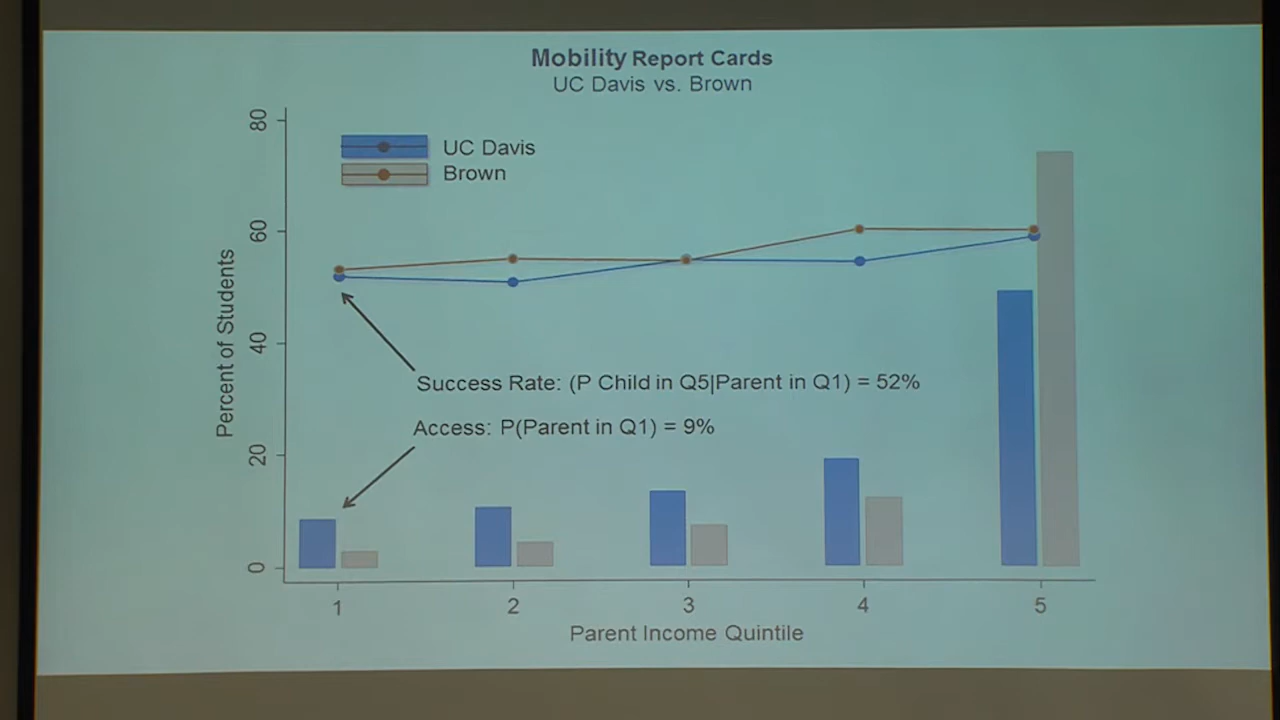 Mobility Report Cards
UC Davis vs. Brown
UC Davis
Brown
Percent of Students
80
60
40
20
0
Success Rate: (P Child in Q5|Parent in Q1) = 52%
Access: P(Parent in Q1) = 9%
1 2 3 4 5
Parent Income Quintile